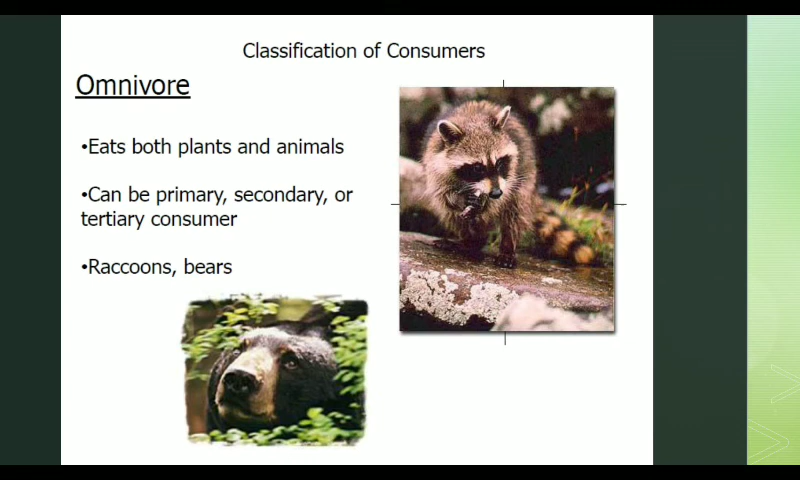 Classification of Consumers
Omnivore
•Eats both plants and animals
•Can be primary, secondary, or
tertiary consumer
•Raccoons, bears